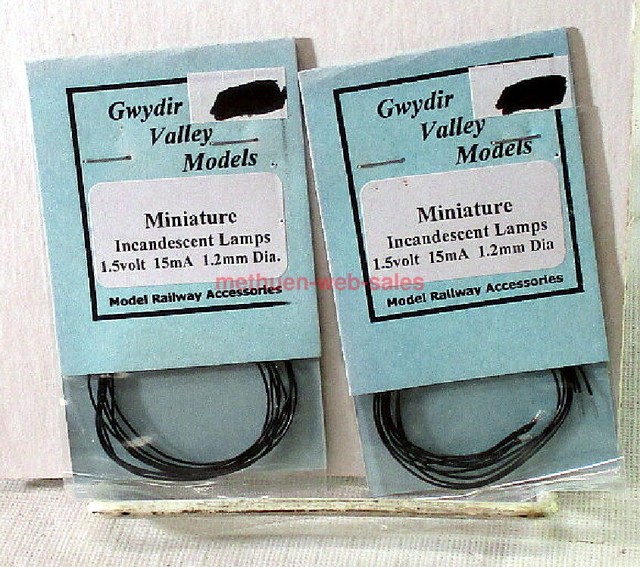 Gwydir
Valley
Models
Miniature
Incandescent Lamps
1.5volt 15mA 1.2mm Dia.
Model Railway Accessories
Gwydir
Valley
Models
Miniature
Incandescent Lamps
1.5volt 15mA 1.2mm Dia
Model Railway Accessories
methuen-web-sales